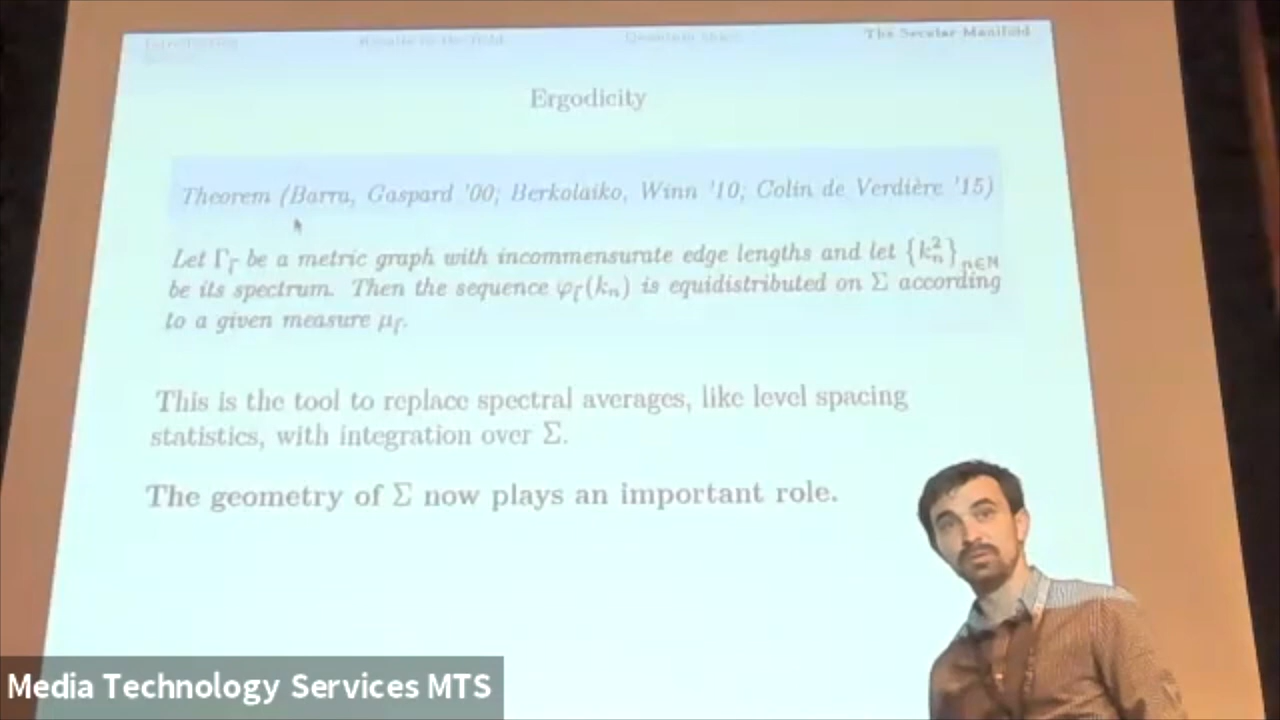 The Secular Manifold
Ergodicity
Theorem (Barra, Gaspard '00; Berkolaiko, Winn '10; Colin de Verdière '15)
Let Γ_ℓ be a metric graph with incommensurate edge lengths and let {k_n^2}_{n∈ℕ}
be its spectrum. Then the sequence φ_ℓ(k_n) is equidistributed on Σ according
to a given measure μ_ℓ.
This is the tool to replace spectral averages, like level spacing
statistics, with integration over Σ.
The geometry of Σ now plays an important role.
Media Technology Services MTS